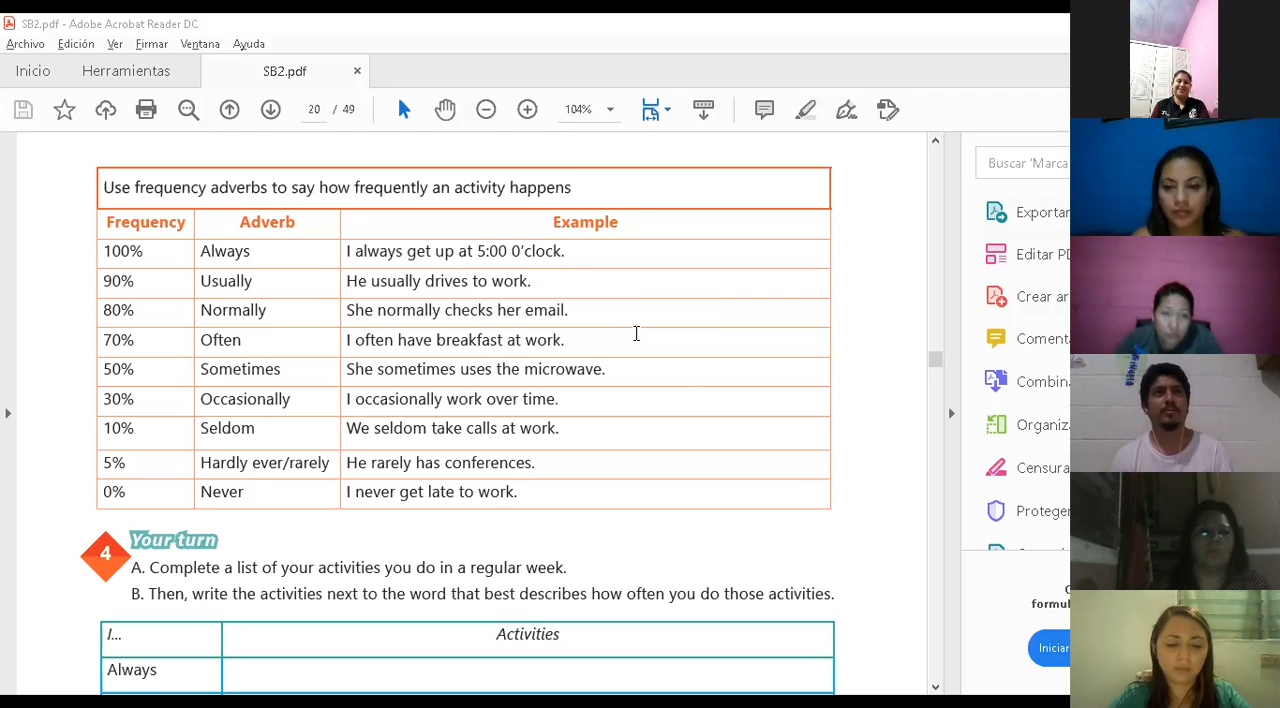 SB2.pdf - Adobe Acrobat Reader DC
Archivo Edición Ver Firmar Ventana Ayuda
Inicio Herramientas SB2.pdf ×
20 / 49 104%
Use frequency adverbs to say how frequently an activity happens
Frequency Adverb Example
100% Always I always get up at 5:00 0’clock.
90% Usually He usually drives to work.
80% Normally She normally checks her email.
70% Often I often have breakfast at work.
50% Sometimes She sometimes uses the microwave.
30% Occasionally I occasionally work over time.
10% Seldom We seldom take calls at work.
5% Hardly ever/rarely He rarely has conferences.
0% Never I never get late to work.
4 Your turn
A. Complete a list of your activities you do in a regular week.
B. Then, write the activities next to the word that best describes how often you do those activities.
I... Activities
Always
Buscar 'Marca
Exportar
Editar PD
Crear ar
Coment
Combin
Organiz
Censura
Proteger
formul
Iniciar